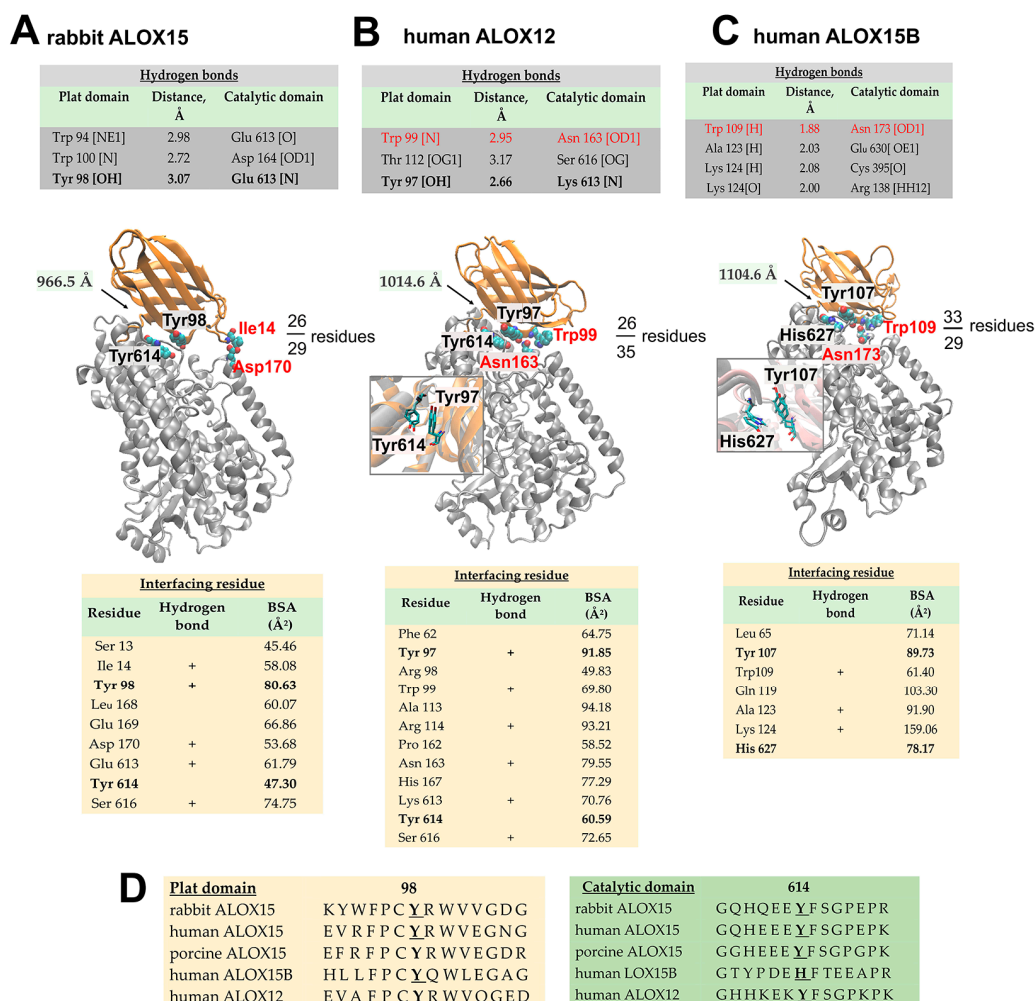 A rabbit ALOX15
Hydrogen bonds
Plat domain Distance, Å Catalytic domain
Trp 94 [NE1] 2.98 Glu 613 [O]
Trp 100 [N] 2.72 Asp 164 [OD1]
Tyr 98 [OH] 3.07 Glu 613 [N]
B human ALOX12
Hydrogen bonds
Plat domain Distance, Å Catalytic domain
Trp 99 [N] 2.95 Asn 163 [OD1]
Thr 112 [OG1] 3.17 Ser 616 [OG]
Tyr 97 [OH] 2.66 Lys 613 [N]
C human ALOX15B
Hydrogen bonds
Plat domain Distance, Å Catalytic domain
Trp 109 [H] 1.88 Asn 173 [OD1]
Ala 123 [H] 2.03 Glu 630[ OE1]
Lys 124 [H] 2.08 Cys 395[O]
Lys 124[O] 2.00 Arg 138 [HH12]
966.5 Å
Tyr98
Ile14
Tyr614
Asp170
26
29
residues
1014.6 Å
Tyr97
Trp99
Tyr614
Asn163
26
35
residues
Tyr97
Tyr614
1104.6 Å
Tyr107
Trp109
His627
Asn173
33
29
residues
Tyr107
His627
Interfacing residue
Residue Hydrogen bond BSA (Å²)
Ser 13 45.46
Ile 14 + 58.08
Tyr 98 + 80.63
Leu 168 60.07
Glu 169 66.86
Asp 170 + 53.68
Glu 613 + 61.79
Tyr 614 47.30
Ser 616 + 74.75
Interfacing residue
Residue Hydrogen bond BSA (Å²)
Phe 62 64.75
Tyr 97 + 91.85
Arg 98 49.83
Trp 99 + 69.80
Ala 113 94.18
Arg 114 + 93.21
Pro 162 58.52
Asn 163 + 79.55
His 167 77.29
Lys 613 + 70.76
Tyr 614 60.59
Ser 616 + 72.65
Interfacing residue
Residue Hydrogen bond BSA (Å²)
Leu 65 71.14
Tyr 107 89.73
Trp109 + 61.40
Gln 119 103.30
Ala 123 + 91.90
Lys 124 + 159.06
His 627 78.17
D
Plat domain 98
rabbit ALOX15 K Y W F P C Y R W V V G D G
human ALOX15 E V R F P C Y R W V E G N G
porcine ALOX15 E F R F P C Y R W V E G D R
human ALOX15B H L L F P C Y Q W L E G A G
human ALOX12 E V A F P C Y R W V Q G E D
Catalytic domain 614
rabbit ALOX15 G Q H Q E E Y F S G P E P R
human ALOX15 G Q H E E E Y F S G P E P K
porcine ALOX15 G G H E E E Y F S G P G P K
human LOX15B G T Y P D E H F T E E A P R
human ALOX12 G H H K E K Y F S G P K P K